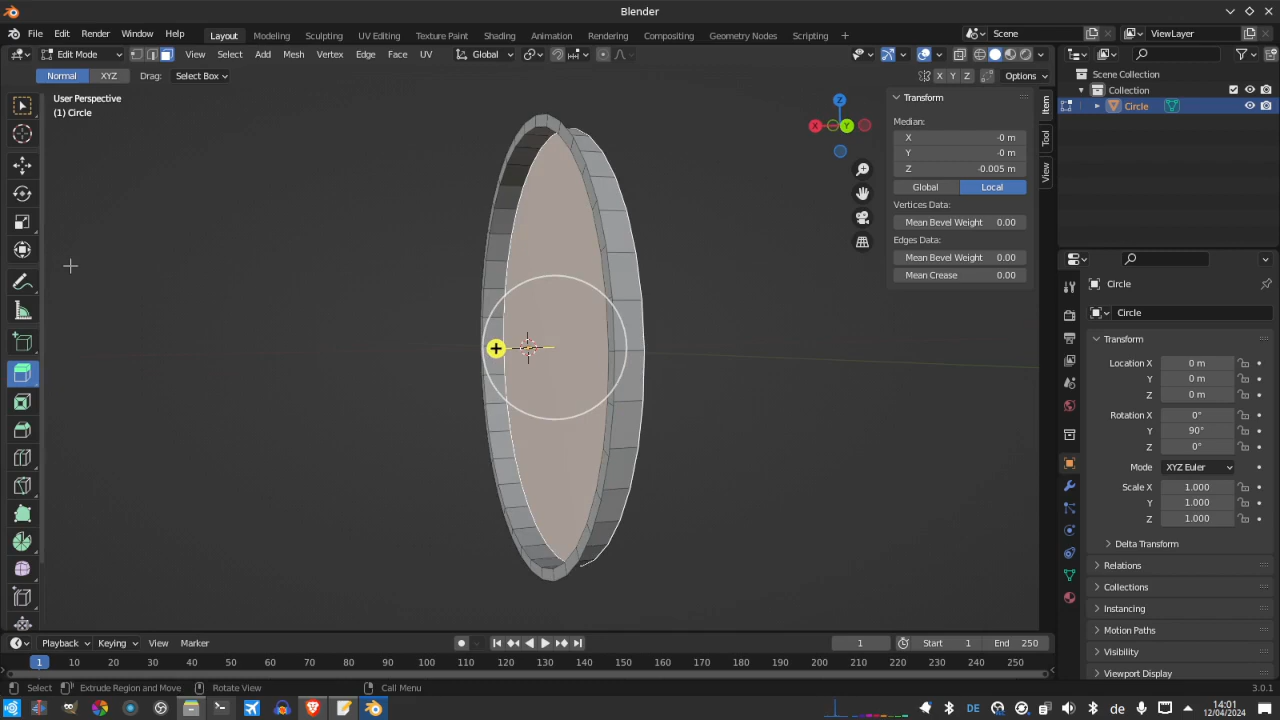 Blender
File Edit Render Window Help Layout Modeling Sculpting UV Editing Texture Paint Shading Animation Rendering Compositing Geometry Nodes Scripting Scene ViewLayer
Edit Mode View Select Add Mesh Vertex Edge Face UV Global
Normal XYZ Drag: Select Box X Y Z Options
User Perspective
(1) Circle
Z
X Y
Transform
Median:
X -0 m
Y -0 m
Z -0.005 m
Global Local
Vertices Data:
Mean Bevel Weight 0.00
Edges Data:
Mean Bevel Weight 0.00
Mean Crease 0.00
Item
Tool
View
Scene Collection
Collection
Circle
Circle
Circle
Transform
Location X 0 m
Y 0 m
Z 0 m
Rotation X 0°
Y 90°
Z 0°
Mode XYZ Euler
Scale X 1.000
Y 1.000
Z 1.000
Delta Transform
Relations
Collections
Instancing
Motion Paths
Visibility
Viewport Display
Playback Keying View Marker 1 Start 1 End 250
1 10 20 30 40 50 60 70 80 90 100 110 120 130 140 150 160 170 180 190 200 210 220 230 240 250
Select Extrude Region and Move Rotate View Call Menu 3.0.1
DE de 14:01
12/04/2024